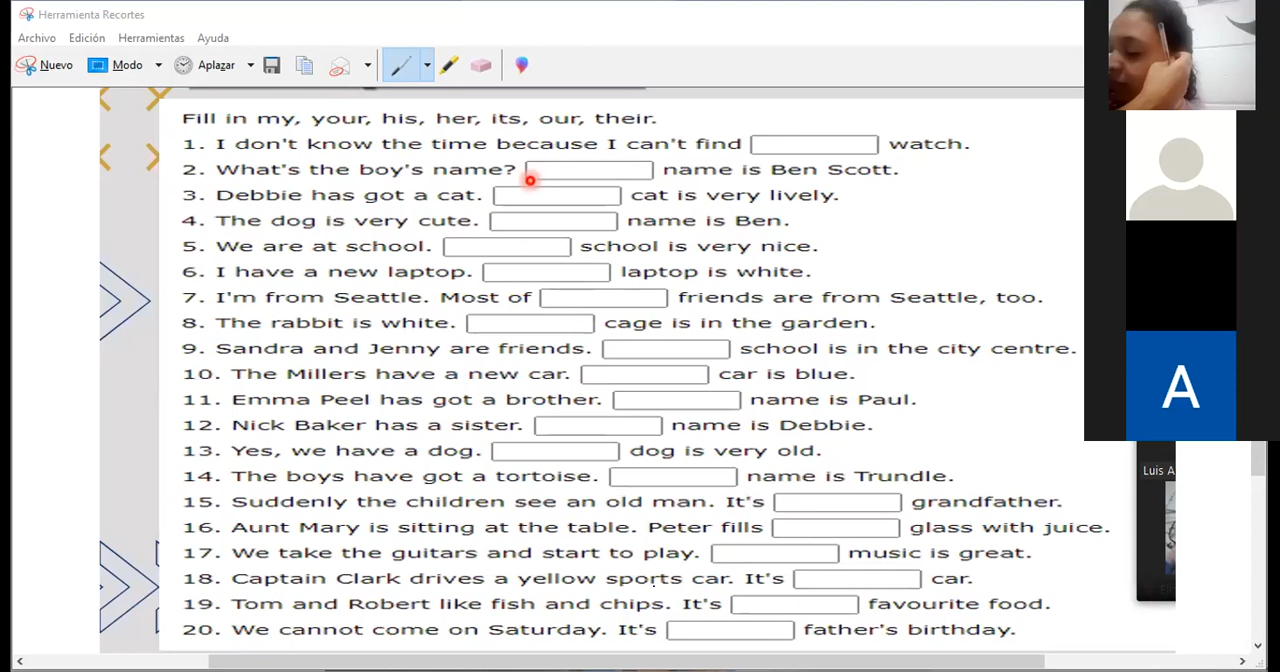 Herramienta Recortes
Archivo Edición Herramientas Ayuda
Nuevo Modo Aplazar
Fill in my, your, his, her, its, our, their.
1. I don't know the time because I can't find watch.
2. What's the boy's name? name is Ben Scott.
3. Debbie has got a cat. cat is very lively.
4. The dog is very cute. name is Ben.
5. We are at school. school is very nice.
6. I have a new laptop. laptop is white.
7. I'm from Seattle. Most of friends are from Seattle, too.
8. The rabbit is white. cage is in the garden.
9. Sandra and Jenny are friends. school is in the city centre.
10. The Millers have a new car. car is blue.
11. Emma Peel has got a brother. name is Paul.
12. Nick Baker has a sister. name is Debbie.
13. Yes, we have a dog. dog is very old.
14. The boys have got a tortoise. name is Trundle.
15. Suddenly the children see an old man. It's grandfather.
16. Aunt Mary is sitting at the table. Peter fills glass with juice.
17. We take the guitars and start to play. music is great.
18. Captain Clark drives a yellow sports car. It's car.
19. Tom and Robert like fish and chips. It's favourite food.
20. We cannot come on Saturday. It's father's birthday.
A
Luis A